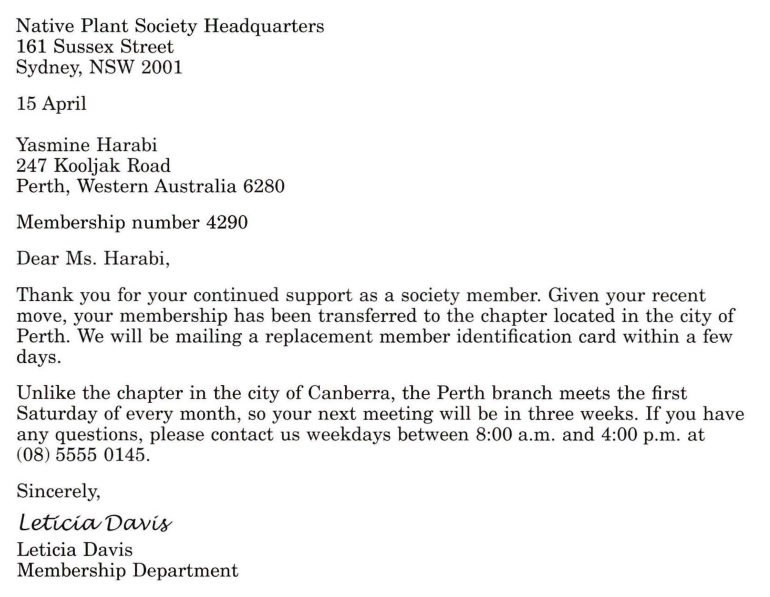 Native Plant Society Headquarters
161 Sussex Street
Sydney, NSW 2001
15 April
Yasmine Harabi
247 Kooljak Road
Perth, Western Australia 6280
Membership number 4290
Dear Ms. Harabi,
Thank you for your continued support as a society member. Given your recent
move, your membership has been transferred to the chapter located in the city of
Perth. We will be mailing a replacement member identification card within a few
days.
Unlike the chapter in the city of Canberra, the Perth branch meets the first
Saturday of every month, so your next meeting will be in three weeks. If you have
any questions, please contact us weekdays between 8:00 a.m. and 4:00 p.m. at
(08) 5555 0145.
Sincerely,
Leticia Davis
Leticia Davis
Membership Department